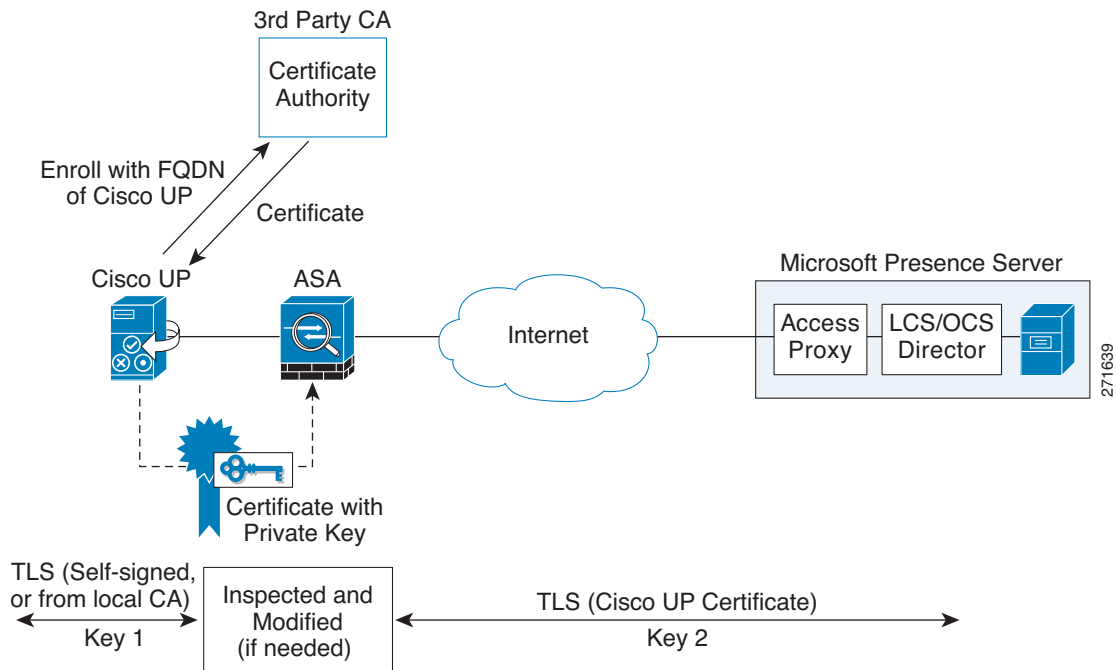 3rd Party CA
Certificate
Authority
Enroll with FQDN
of Cisco UP
Certificate
Cisco UP
ASA
Internet
Microsoft Presence Server
Access
Proxy
LCS/OCS
Director
271639
Certificate with
Private Key
TLS (Self-signed,
or from local CA)
Key 1
Inspected and
Modified
(if needed)
TLS (Cisco UP Certificate)
Key 2